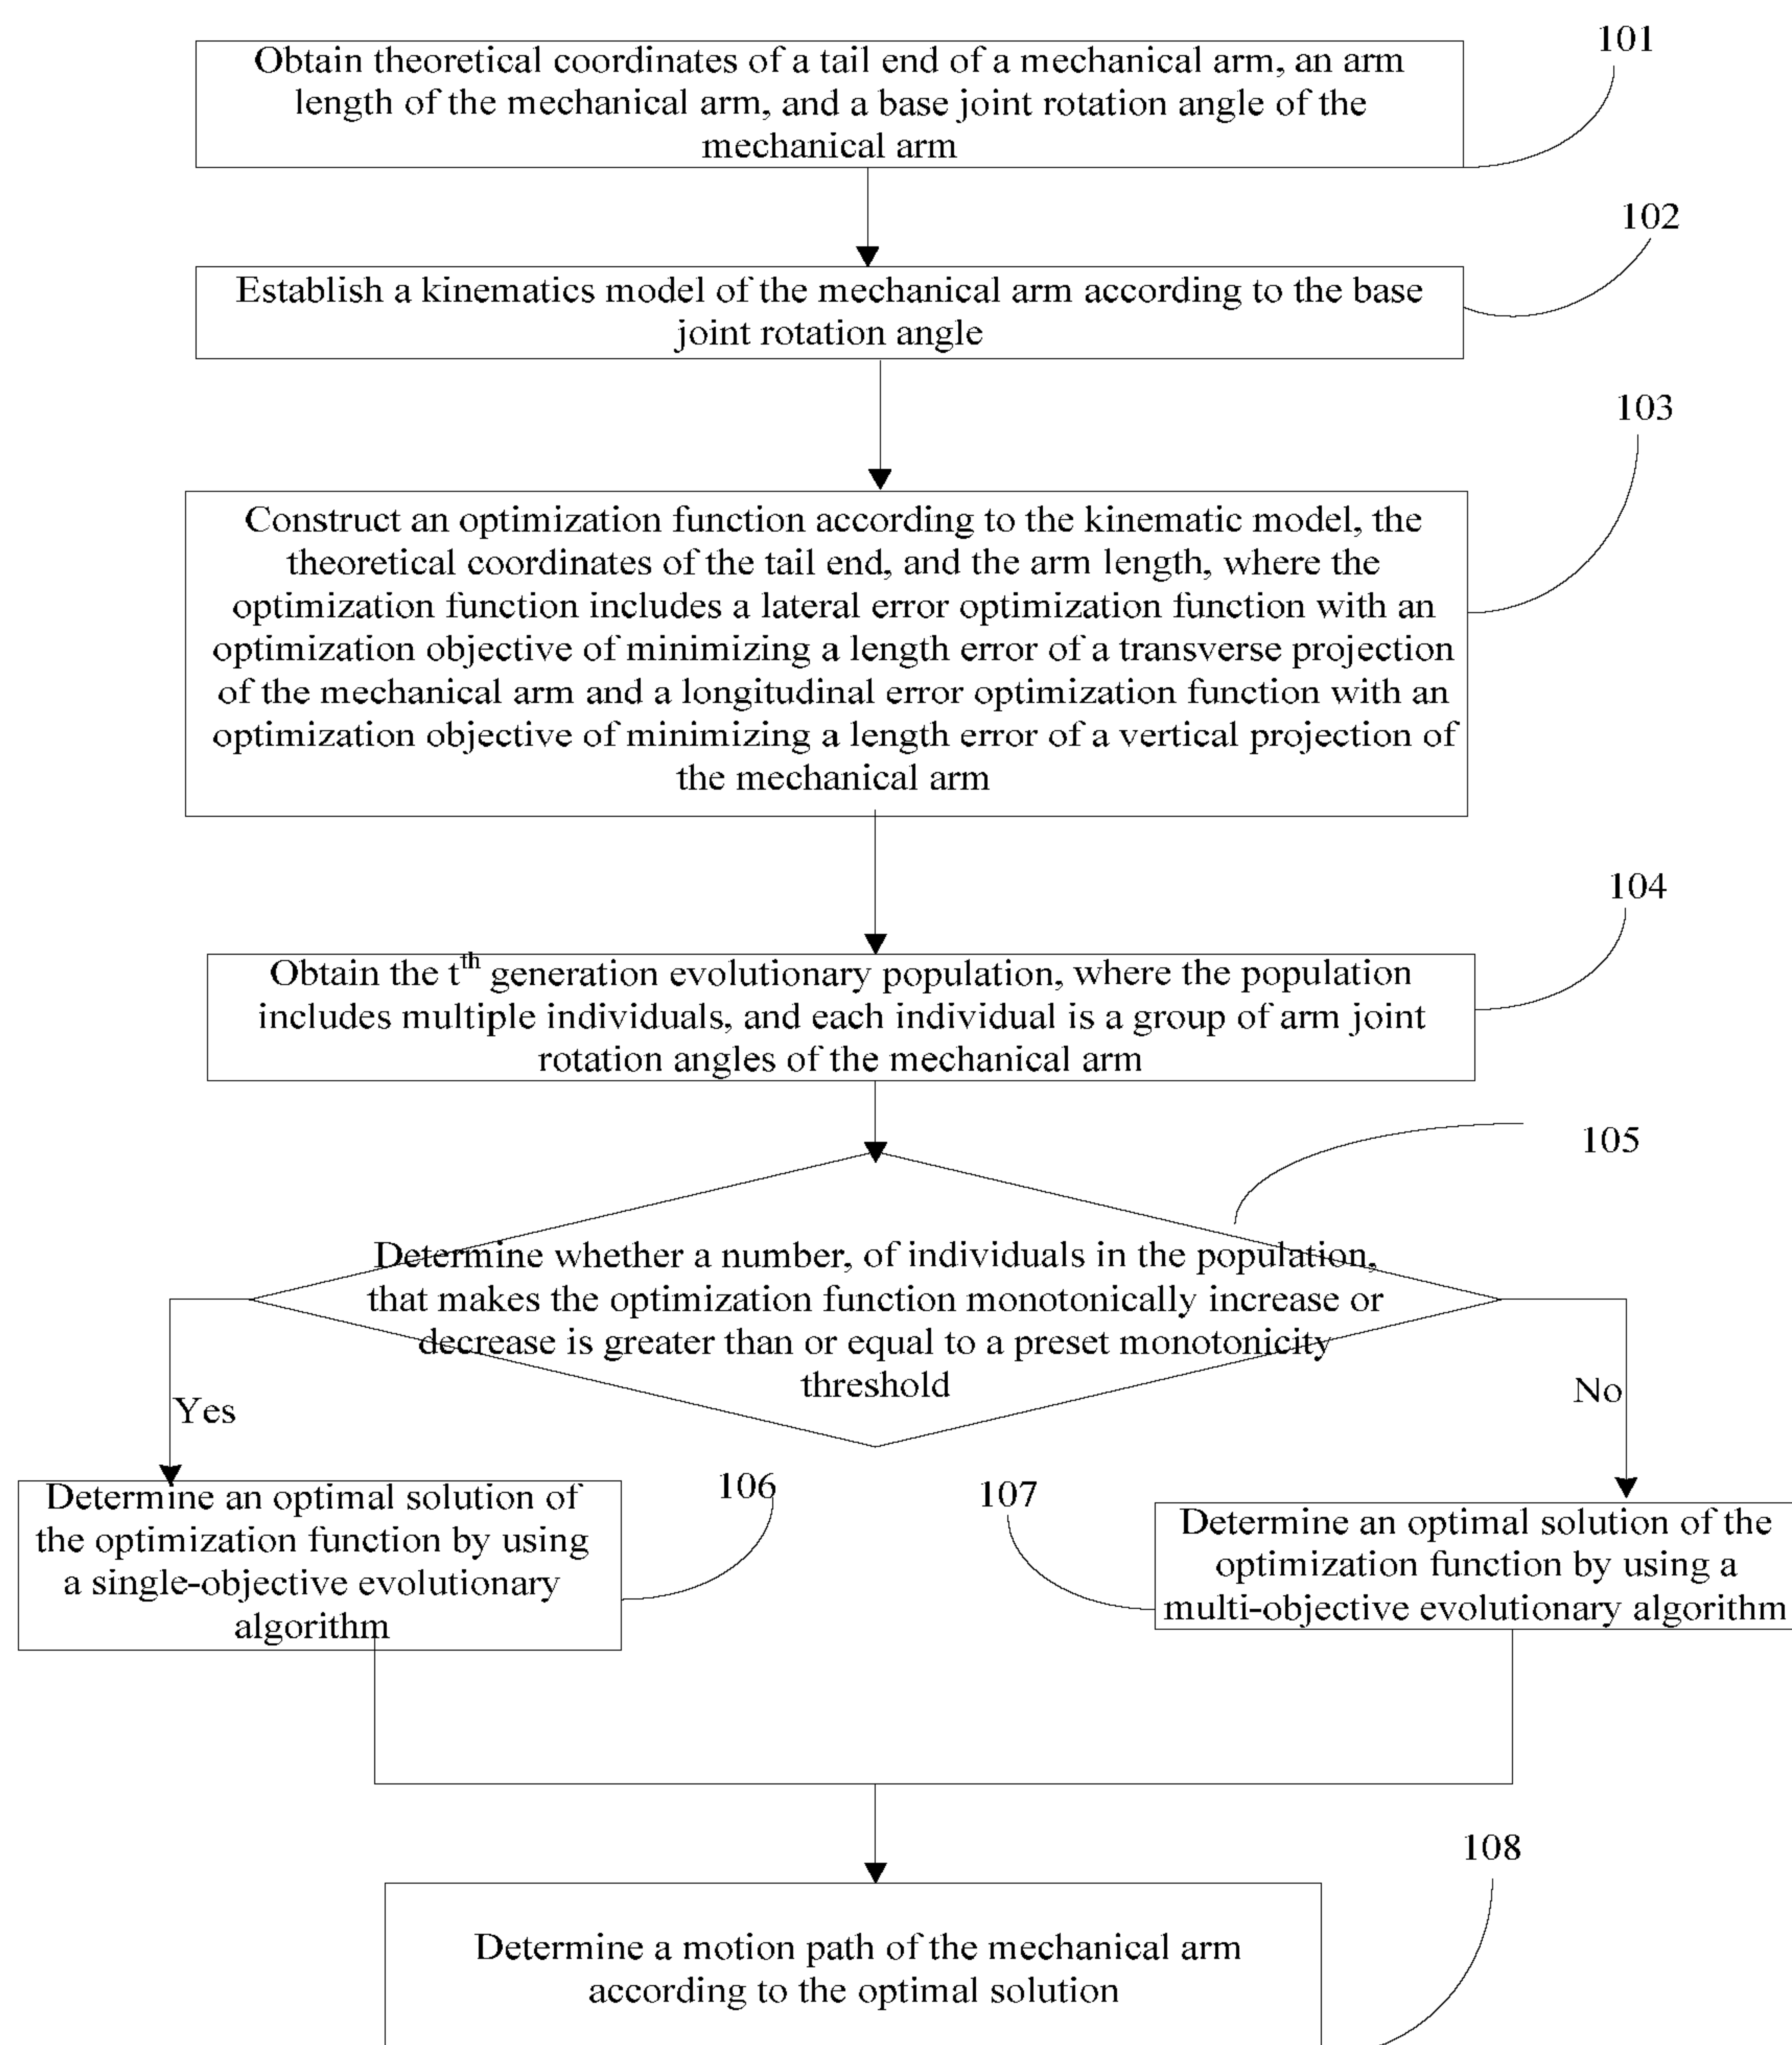 101
Obtain theoretical coordinates of a tail end of a mechanical arm, an arm
length of the mechanical arm, and a base joint rotation angle of the
mechanical arm
102
Establish a kinematics model of the mechanical arm according to the base
joint rotation angle
103
Construct an optimization function according to the kinematic model, the
theoretical coordinates of the tail end, and the arm length, where the
optimization function includes a lateral error optimization function with an
optimization objective of minimizing a length error of a transverse projection
of the mechanical arm and a longitudinal error optimization function with an
optimization objective of minimizing a length error of a vertical projection of
the mechanical arm
104
Obtain the tth generation evolutionary population, where the population
includes multiple individuals, and each individual is a group of arm joint
rotation angles of the mechanical arm
105
Determine whether a number, of individuals in the population,
that makes the optimization function monotonically increase or
decrease is greater than or equal to a preset monotonicity
threshold
Yes
No
106
Determine an optimal solution of
the optimization function by using
a single-objective evolutionary
algorithm
107
Determine an optimal solution of the
optimization function by using a
multi-objective evolutionary algorithm
108
Determine a motion path of the mechanical arm
according to the optimal solution